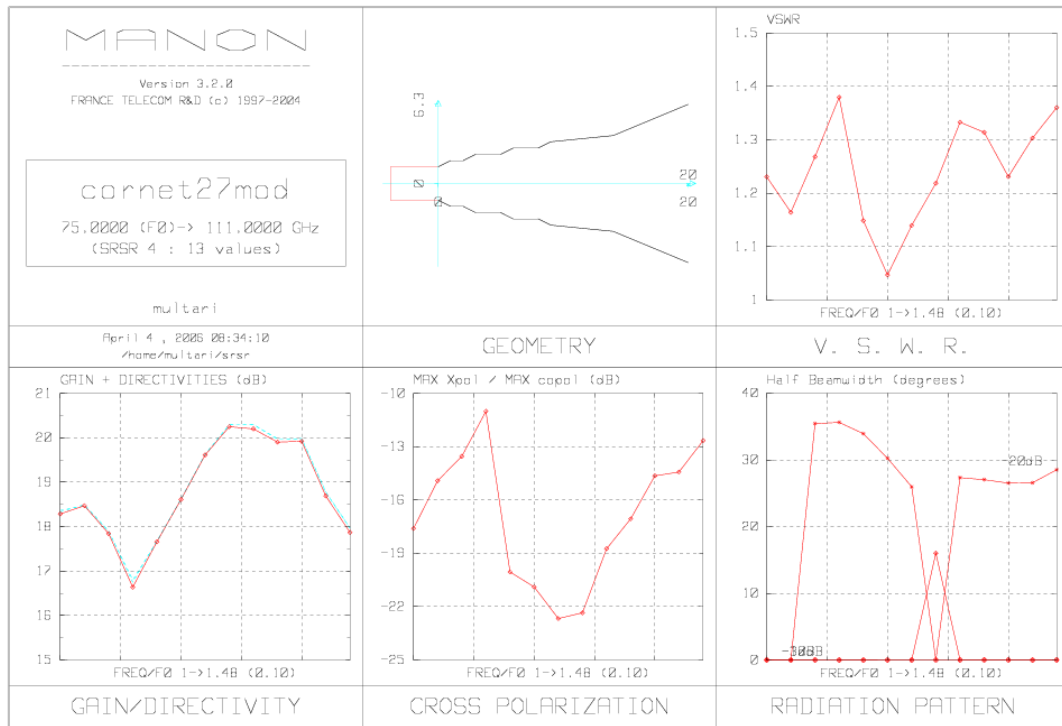 MANON
Version 3.2.0
FRANCE TELECOM R&D (c) 1997-2004
cornet27mod
75.0000 (F0)-> 111.0000 GHz
(SRSR 4 : 13 values)
multari
April 4 , 2006 08:34:10
/home/multari/srsr
6.3
0
0
20
20
GEOMETRY
VSWR
1.5
1.4
1.3
1.2
1.1
1
FREQ/F0 1->1.48 (0.10)
V. S. W. R.
GAIN + DIRECTIVITIES (dB)
21
20
19
18
17
16
15
FREQ/F0 1->1.48 (0.10)
GAIN/DIRECTIVITY
MAX Xpol / MAX copol (dB)
-10
-13
-16
-19
-22
-25
FREQ/F0 1->1.48 (0.10)
CROSS POLARIZATION
Half Beamwidth (degrees)
40
30
20
10
0
-20dB
FREQ/F0 1->1.48 (0.10)
RADIATION PATTERN